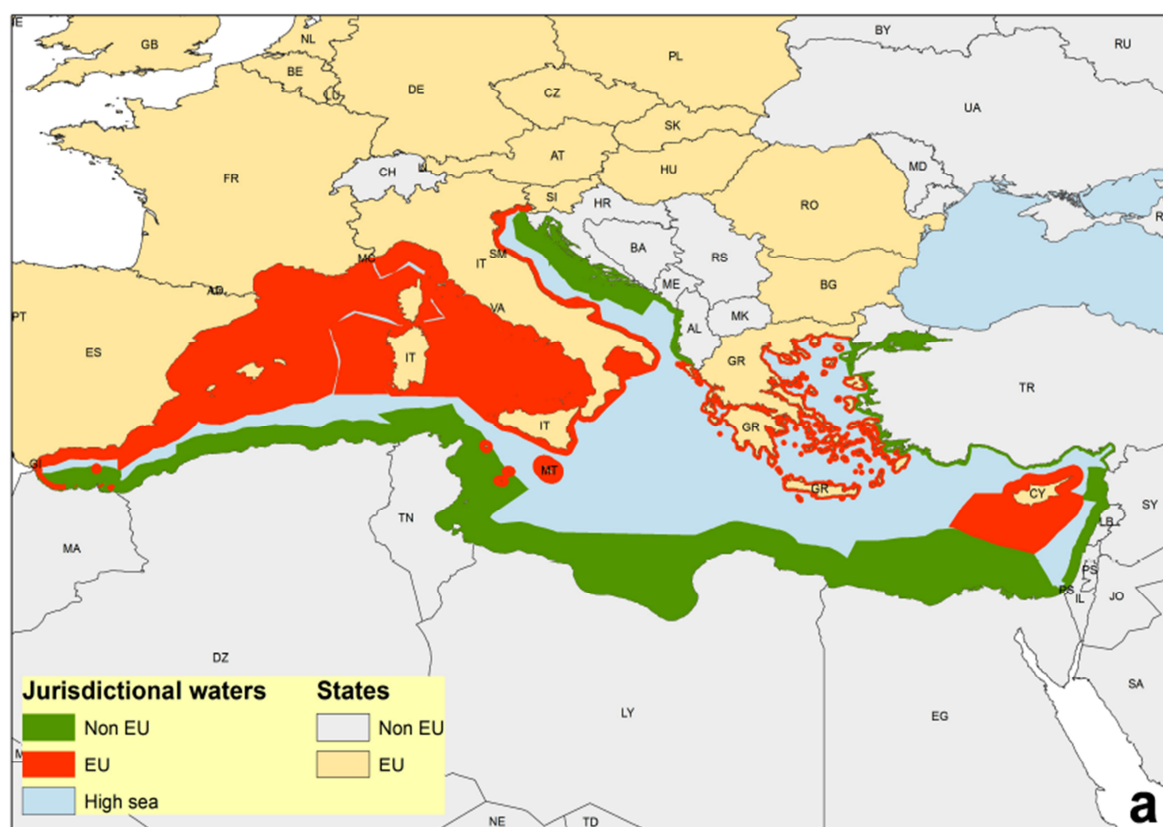 IE
GB
NL
BE
LU
DE
PL
BY
RU
CZ
UA
SK
AT
FR
CH
HU
MD
SI
HR
RO
BA
RS
MC
SM
IT
ME
BG
PT
VA
MK
AL
ES
IT
GR
TR
IT
GR
GI
MT
GR
CY
SY
LB
MA
TN
PS
PS
IL
JO
DZ
LY
EG
SA
NE
TD
Jurisdictional waters
Non EU
EU
High sea
States
Non EU
EU
a